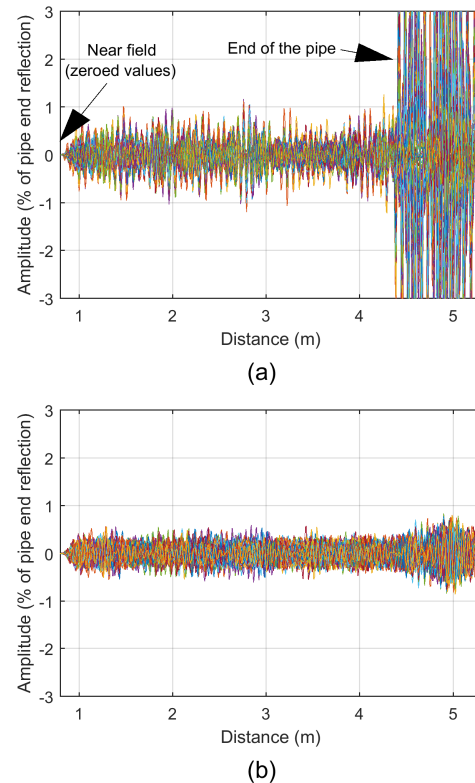 3
Near field
(zeroed values)
End of the pipe
2
1
0
-1
-2
-3
Amplitude (% of pipe end reflection)
1 2 3 4 5
Distance (m)
(a)
3
2
1
0
-1
-2
-3
Amplitude (% of pipe end reflection)
1 2 3 4 5
Distance (m)
(b)